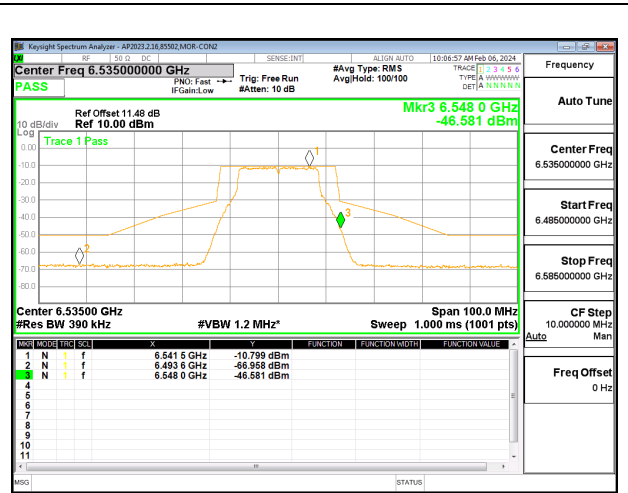 Keysight Spectrum Analyzer - AP2023.2.16,85502,MOR-CON2
RF 50 Ω DC SENSE:INT ALIGN AUTO 10:06:57 AM Feb 06, 2024
Center Freq 6.535000000 GHz
PASS
PNO: Fast
IFGain:Low
Trig: Free Run
#Atten: 10 dB
#Avg Type: RMS
Avg|Hold: 100/100
TRACE 1 2 3 4 5 6
TYPE A WWWWW
DET A N N N N N
Ref Offset 11.48 dB
Ref 10.00 dBm
10 dB/div
Log
Mkr3 6.548 0 GHz
-46.581 dBm
Trace 1 Pass
0.00
-10.0
-20.0
-30.0
-40.0
-50.0
-60.0
-70.0
-80.0
1
2
3
Center 6.53500 GHz
Span 100.0 MHz
#Res BW 390 kHz
#VBW 1.2 MHz*
Sweep 1.000 ms (1001 pts)
MKR MODE TRC SCL X Y FUNCTION FUNCTION WIDTH FUNCTION VALUE
1 N 1 f 6.541 5 GHz -10.799 dBm
2 N 1 f 6.493 6 GHz -66.958 dBm
3 N 1 f 6.548 0 GHz -46.581 dBm
4
5
6
7
8
9
10
11
MSG
STATUS
Frequency
Auto Tune
Center Freq
6.535000000 GHz
Start Freq
6.485000000 GHz
Stop Freq
6.585000000 GHz
CF Step
10.000000 MHz
Auto Man
Freq Offset
0 Hz